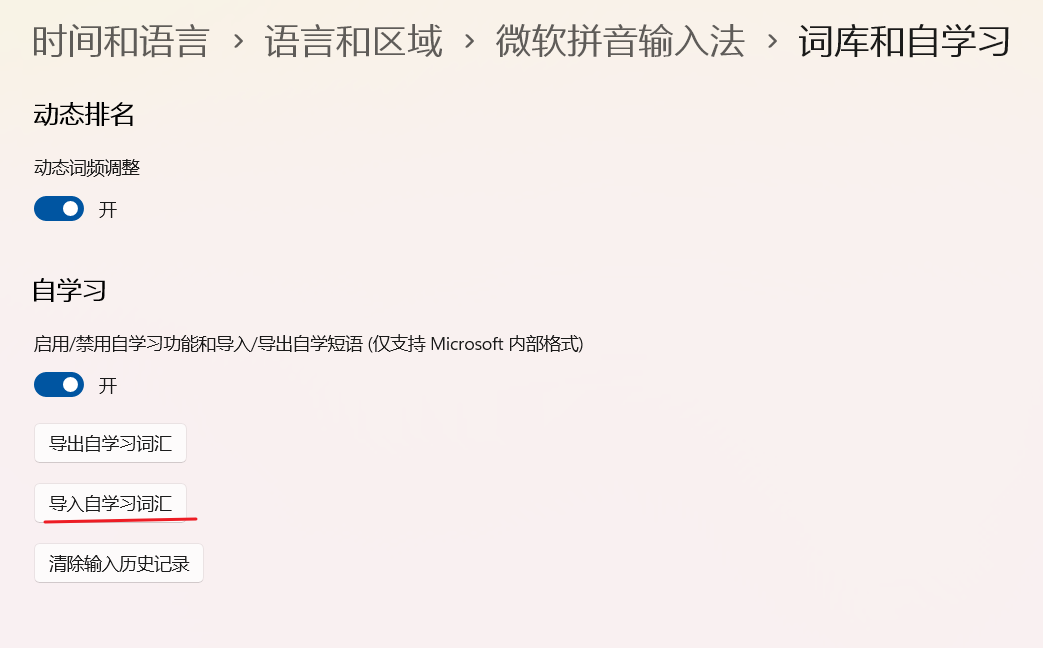 时间和语言 › 语言和区域 › 微软拼音输入法 › 词库和自学习
动态排名
动态词频调整
开
自学习
启用/禁用自学习功能和导入/导出自学短语 (仅支持 Microsoft 内部格式)
开
导出自学习词汇
导入自学习词汇
清除输入历史记录